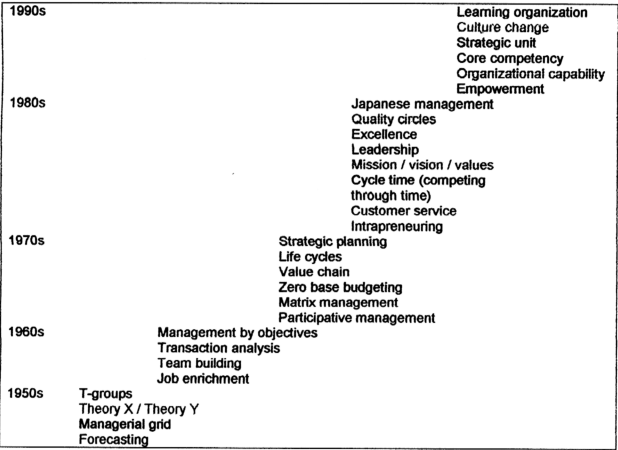 1990s Learning organization
Culture change
Strategic unit
Core competency
Organizational capability
Empowerment
1980s Japanese management
Quality circles
Excellence
Leadership
Mission / vision / values
Cycle time (competing
through time)
Customer service
Intrapreneuring
1970s Strategic planning
Life cycles
Value chain
Zero base budgeting
Matrix management
Participative management
1960s Management by objectives
Transaction analysis
Team building
Job enrichment
1950s T-groups
Theory X / Theory Y
Managerial grid
Forecasting